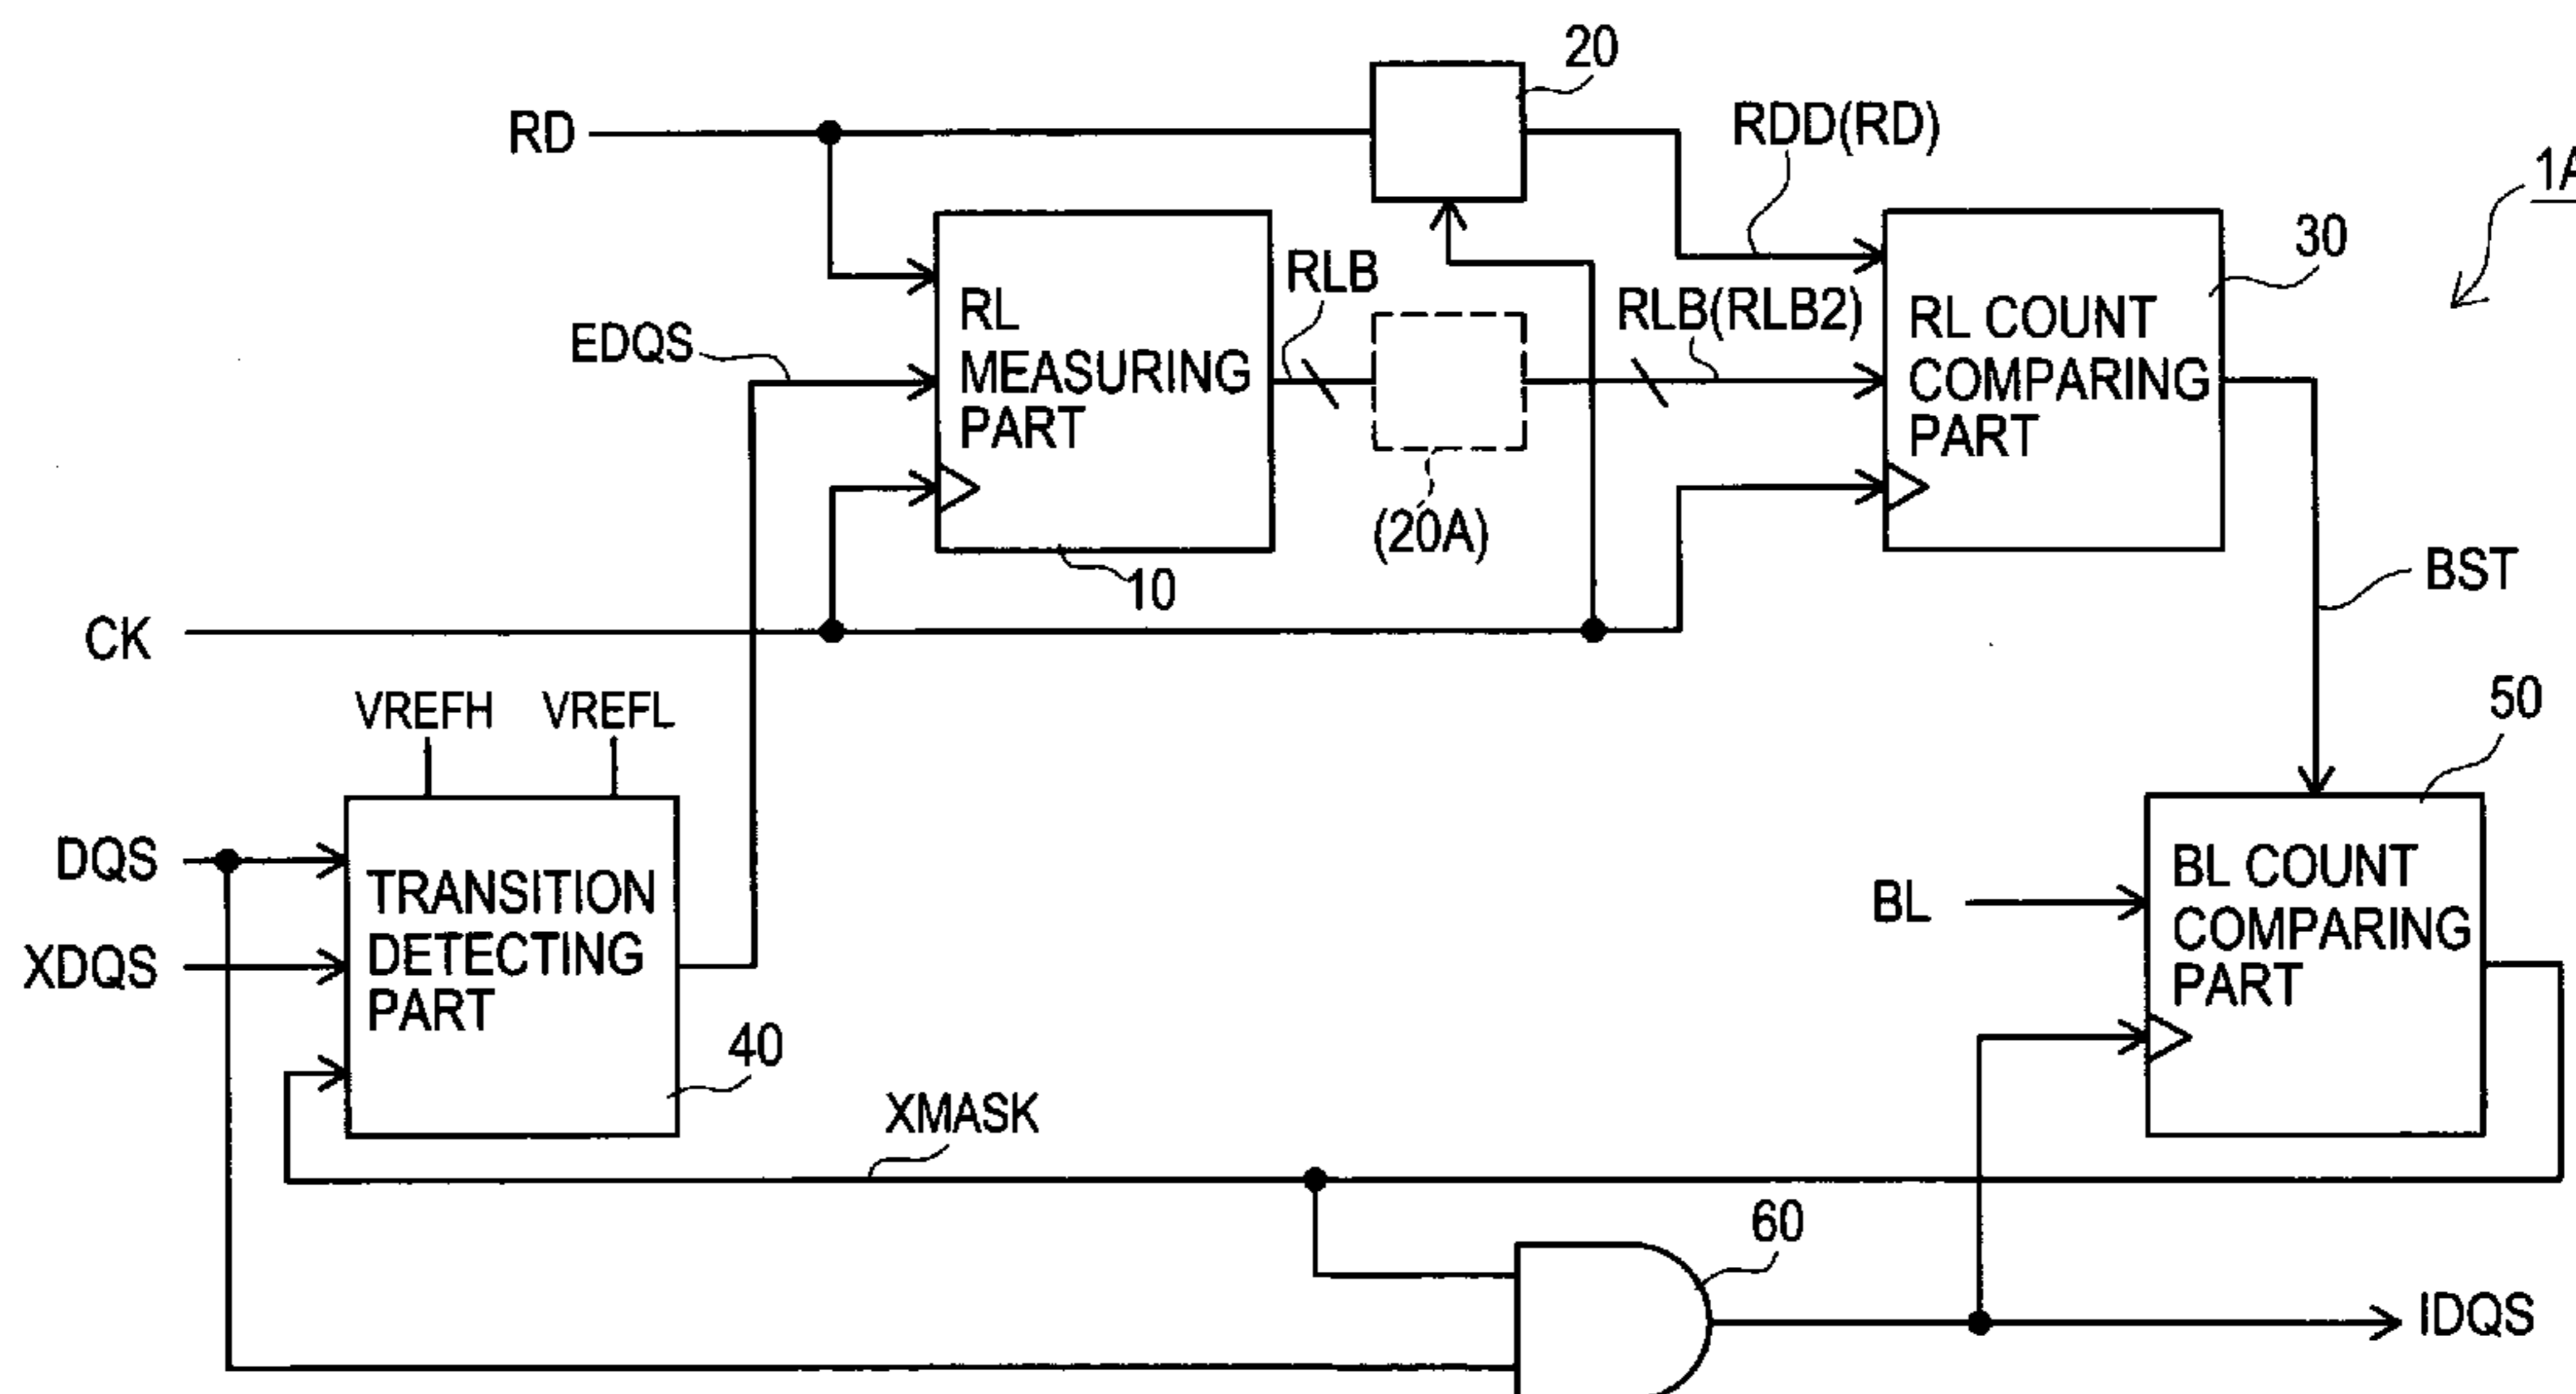 20
RD
RDD(RD)
1A
30
RLB
RLB(RLB2)
EDQS
RL
MEASURING
PART
RL COUNT
COMPARING
PART
(20A)
10
BST
CK
VREFH
VREFL
50
DQS
XDQS
TRANSITION
DETECTING
PART
BL
BL COUNT
COMPARING
PART
40
XMASK
60
IDQS